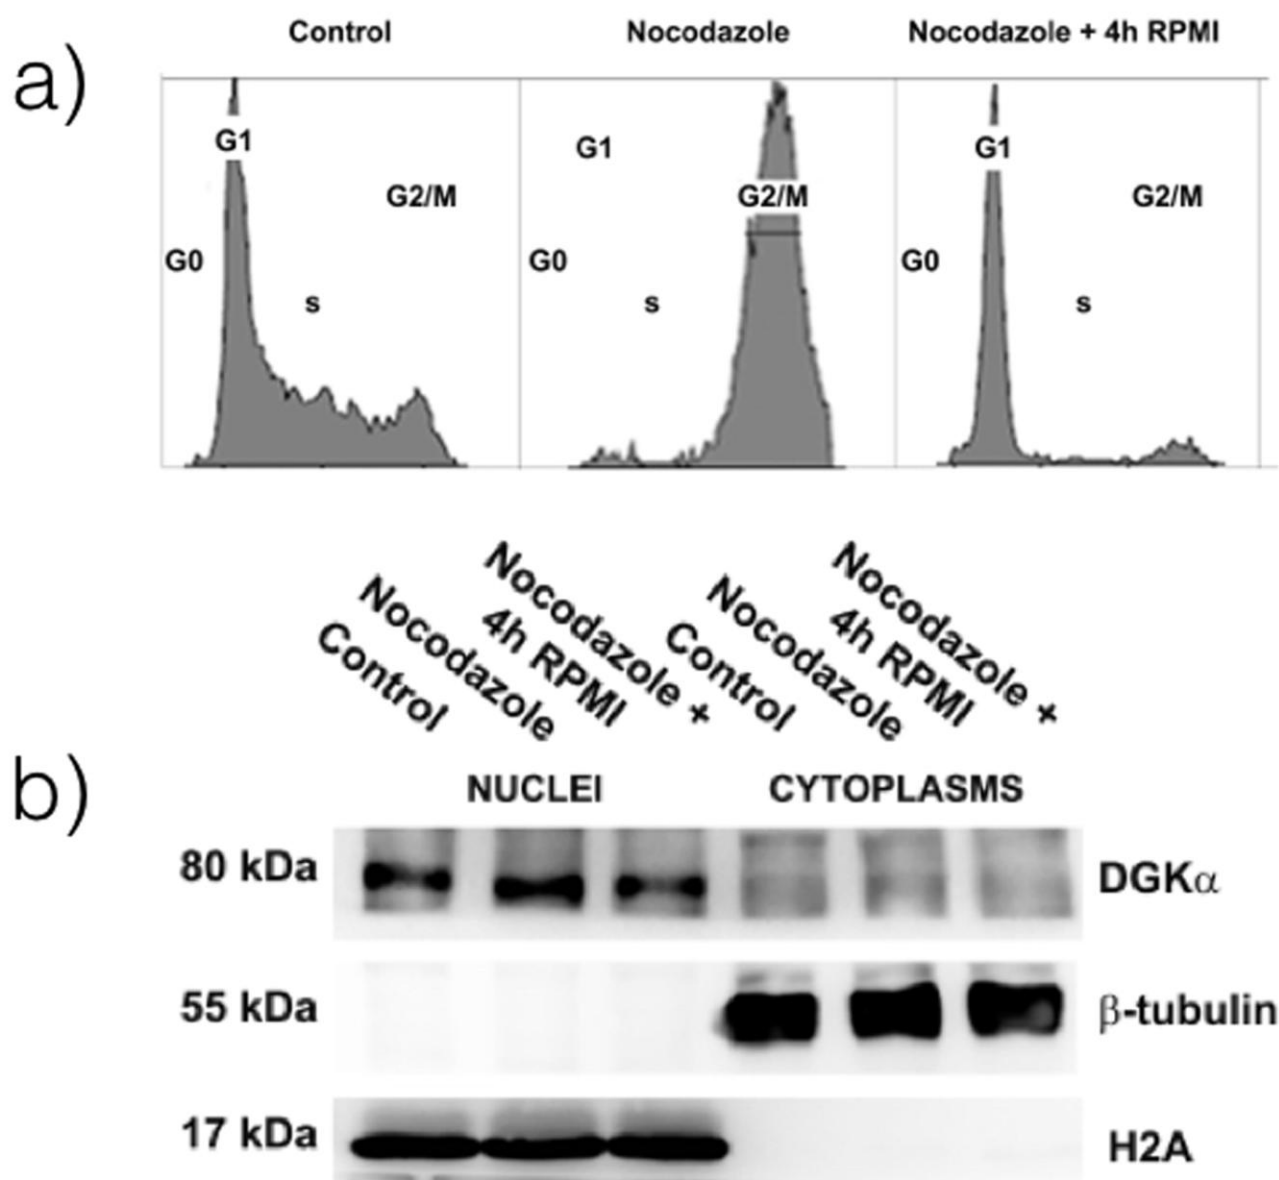 a)
Control
Nocodazole
Nocodazole + 4h RPMI
G1
G2/M
G0
s
G1
G2/M
G0
s
G1
G2/M
G0
s
b)
Control
Nocodazole
Nocodazole +
4h RPMI
Control
Nocodazole
Nocodazole +
4h RPMI
NUCLEI
CYTOPLASMS
80 kDa
DGKα
55 kDa
β-tubulin
17 kDa
H2A